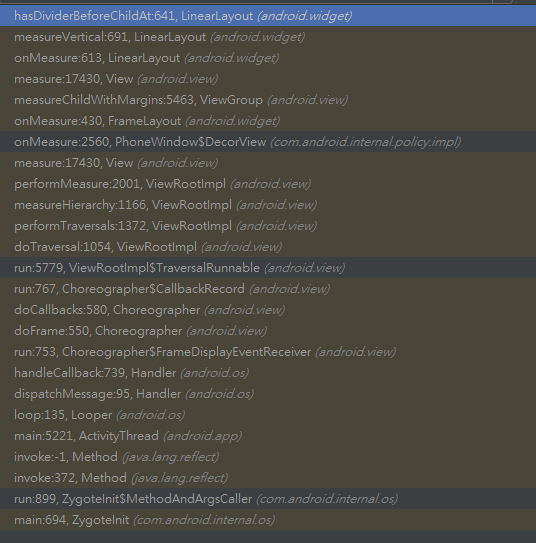 hasDividerBeforeChildAt:641, LinearLayout (android.widget)
measureVertical:691, LinearLayout (android.widget)
onMeasure:613, LinearLayout (android.widget)
measure:17430, View (android.view)
measureChildWithMargins:5463, ViewGroup (android.view)
onMeasure:430, FrameLayout (android.widget)
onMeasure:2560, PhoneWindow$DecorView (com.android.internal.policy.impl)
measure:17430, View (android.view)
performMeasure:2001, ViewRootImpl (android.view)
measureHierarchy:1166, ViewRootImpl (android.view)
performTraversals:1372, ViewRootImpl (android.view)
doTraversal:1054, ViewRootImpl (android.view)
run:5779, ViewRootImpl$TraversalRunnable (android.view)
run:767, Choreographer$CallbackRecord (android.view)
doCallbacks:580, Choreographer (android.view)
doFrame:550, Choreographer (android.view)
run:753, Choreographer$FrameDisplayEventReceiver (android.view)
handleCallback:739, Handler (android.os)
dispatchMessage:95, Handler (android.os)
loop:135, Looper (android.os)
main:5221, ActivityThread (android.app)
invoke:-1, Method (java.lang.reflect)
invoke:372, Method (java.lang.reflect)
run:899, ZygoteInit$MethodAndArgsCaller (com.android.internal.os)
main:694, ZygoteInit (com.android.internal.os)